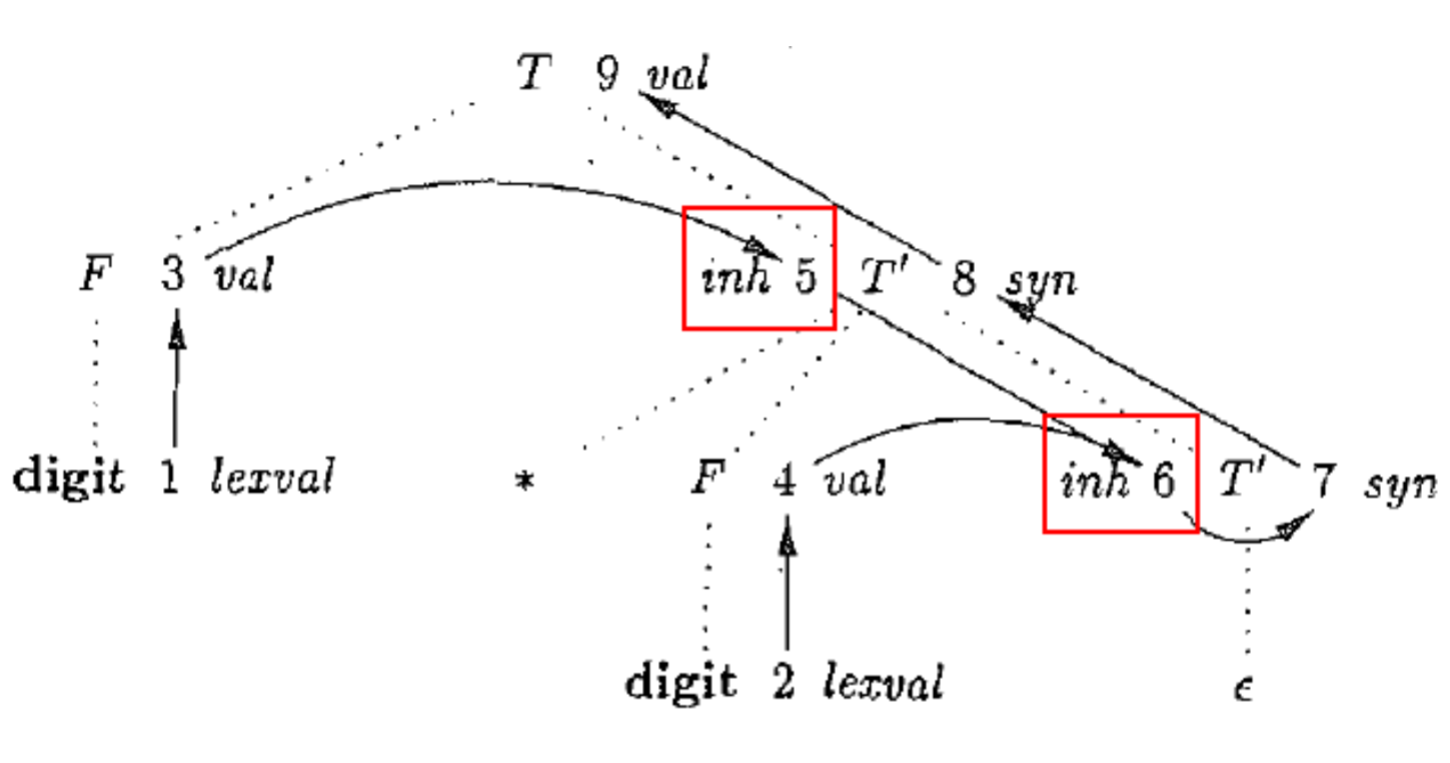 T 9 val
F 3 val inh 5 T′ 8 syn
digit 1 lexval * F 4 val inh 6 T′ 7 syn
digit 2 lexval ϵ